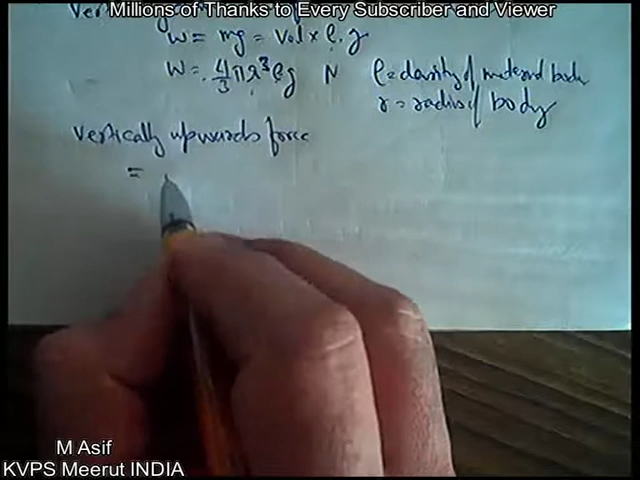 Millions of Thanks to Every Subscriber and Viewer
W = mg = Vol × ρ. g
W = 4/3 πr³ρg N ρ = density of material body
r = radius of body
Vertically upwards force
=
M Asif
KVPS Meerut INDIA